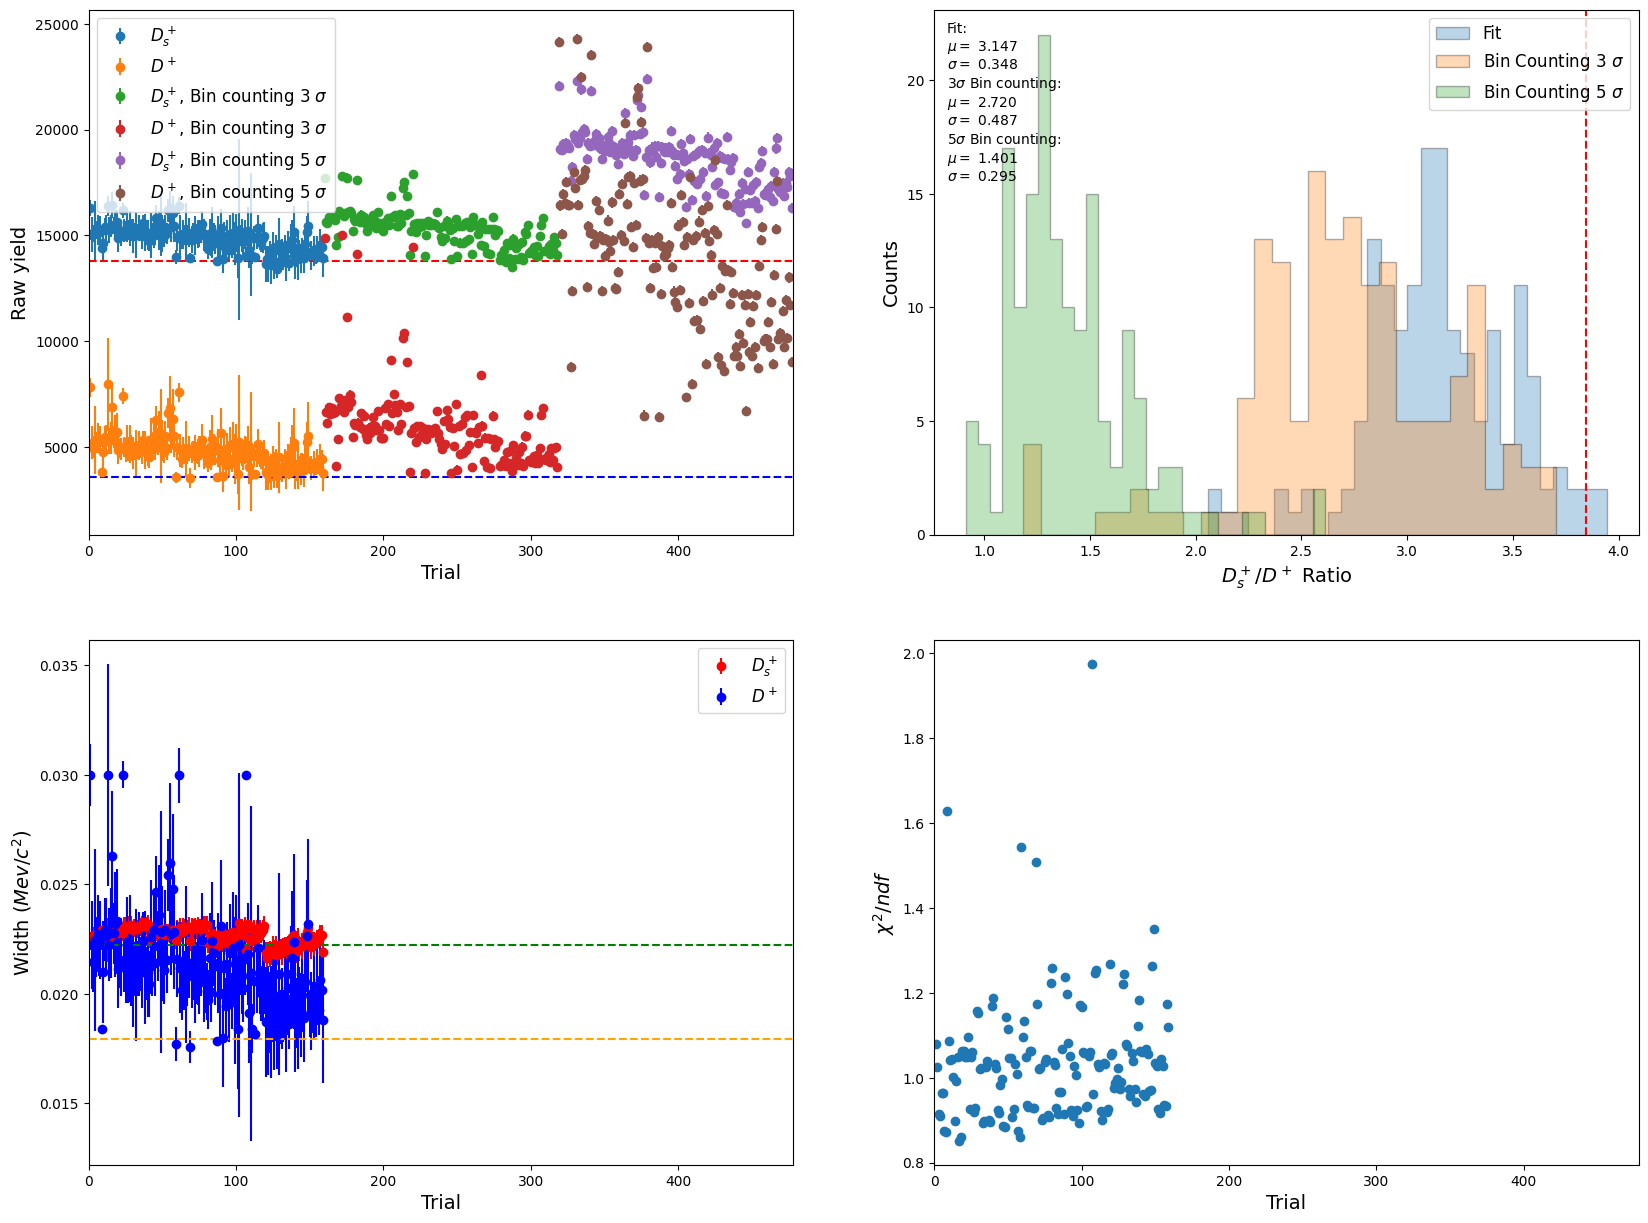 25000
20000
15000
10000
5000
Raw yield
0 100 200 300 400
Trial
D_s^+
D^+
D_s^+, Bin counting 3 σ
D^+, Bin counting 3 σ
D_s^+, Bin counting 5 σ
D^+, Bin counting 5 σ
20
15
10
5
0
Counts
1.0 1.5 2.0 2.5 3.0 3.5 4.0
D_s^+/D^+ Ratio
Fit:
μ = 3.147
σ = 0.348
3σ Bin counting:
μ = 2.720
σ = 0.487
5σ Bin counting:
μ = 1.401
σ = 0.295
Fit
Bin Counting 3 σ
Bin Counting 5 σ
0.035
0.030
0.025
0.020
0.015
Width (Mev/c^2)
0 100 200 300 400
Trial
D_s^+
D^+
2.0
1.8
1.6
1.4
1.2
1.0
0.8
χ^2/ndf
0 100 200 300 400
Trial